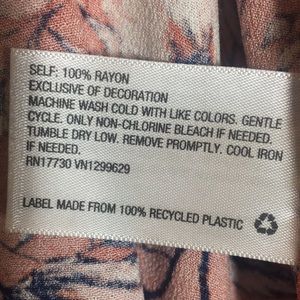 SELF: 100% RAYON
EXCLUSIVE OF DECORATION
MACHINE WASH COLD WITH LIKE COLORS. GENTLE
CYCLE. ONLY NON-CHLORINE BLEACH IF NEEDED.
TUMBLE DRY LOW. REMOVE PROMPTLY. COOL IRON
IF NEEDED.
RN17730 VN1299629
LABEL MADE FROM 100% RECYCLED PLASTIC